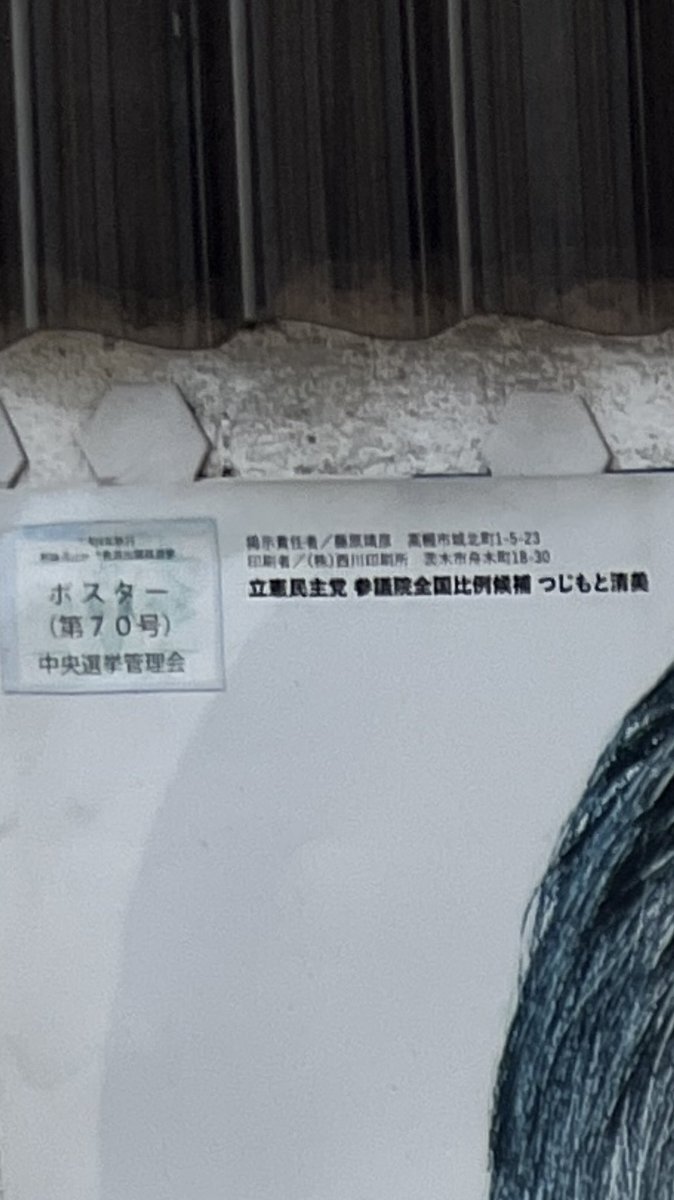 ポスター
（第７０号）
中央選挙管理会
掲示責任者／藤原靖彦　高槻市城北町1-5-23
印刷者／(株)西川印刷所　茨木市舟木町18-30
立憲民主党 参議院全国比例候補 つじもと清美